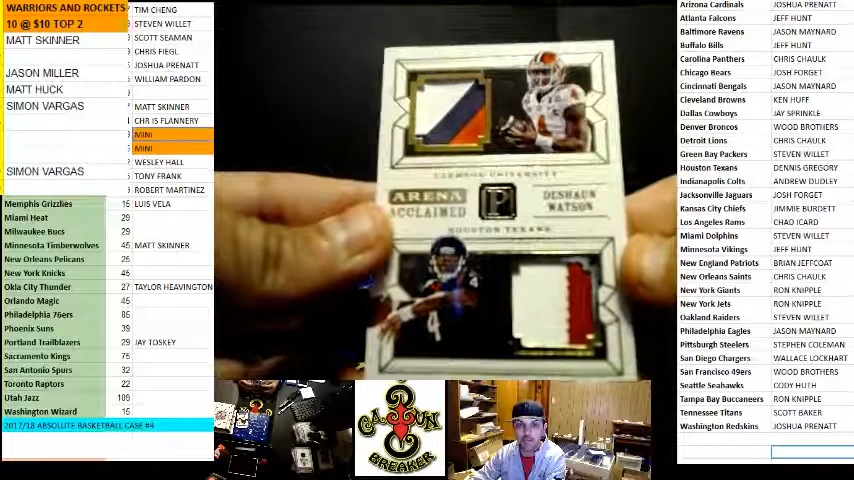 WARRIORS AND ROCKETS
10 @ $10 TOP 2
MATT SKINNER
JASON MILLER
MATT HUCK
SIMON VARGAS
SIMON VARGAS
TIM CHENG
STEVEN WILLET
SCOTT SEAMAN
CHRIS FIEGL
JOSHUA PRENATT
WILLIAM PARDON
MATT SKINNER
CHR IS FLANNERY
MINI
MINI
WESLEY HALL
TONY FRANK
ROBERT MARTINEZ
Memphis Grizzlies 15 LUIS VELA
Miami Heat 29
Milwaukee Bucs 29
Minnesota Timberwolves 45 MATT SKINNER
New Orleans Pelicans 25
New York Knicks 45
Okla City Thunder 27 TAYLOR HEAVINGTON
Orlando Magic 45
Philadelphia 76ers 85
Phoenix Suns 39
Portland Trailblazers 29 JAY TOSKEY
Sacramento Kings 75
San Antonio Spurs 32
Toronto Raptors 22
Utah Jazz 109
Washington Wizard 15
2017/18 ABSOLUTE BASKETBALL CASE #4
CLEMSON UNIVERSITY
ARENA
ACCLAIMED
P
DESHAUN
WATSON
HOUSTON TEXANS
CAJUN
BREAKER
Arizona Cardinals JOSHUA PRENATT
Atlanta Falcons JEFF HUNT
Baltimore Ravens JASON MAYNARD
Buffalo Bills JEFF HUNT
Carolina Panthers CHRIS CHAULK
Chicago Bears JOSH FORGET
Cincinnati Bengals JASON MAYNARD
Cleveland Browns KEN HUFF
Dallas Cowboys JAY SPRINKLE
Denver Broncos WOOD BROTHERS
Detroit Lions CHRIS CHAULK
Green Bay Packers STEVEN WILLET
Houston Texans DENNIS GREGORY
Indianapolis Colts ANDREW DUDLEY
Jacksonville Jaguars JOSH FORGET
Kansas City Chiefs JIMMIE BURDETT
Los Angeles Rams CHAD ICARD
Miami Dolphins STEVEN WILLET
Minnesota Vikings JEFF HUNT
New England Patriots BRIAN JEFFCOAT
New Orleans Saints CHRIS CHAULK
New York Giants RON KNIPPLE
New York Jets RON KNIPPLE
Oakland Raiders STEVEN WILLET
Philadelphia Eagles JASON MAYNARD
Pittsburgh Steelers STEPHEN COLEMAN
San Diego Chargers WALLACE LOCKHART
San Francisco 49ers WOOD BROTHERS
Seattle Seahawks CODY HUTH
Tampa Bay Buccaneers RON KNIPPLE
Tennessee Titans SCOTT BAKER
Washington Redskins JOSHUA PRENATT